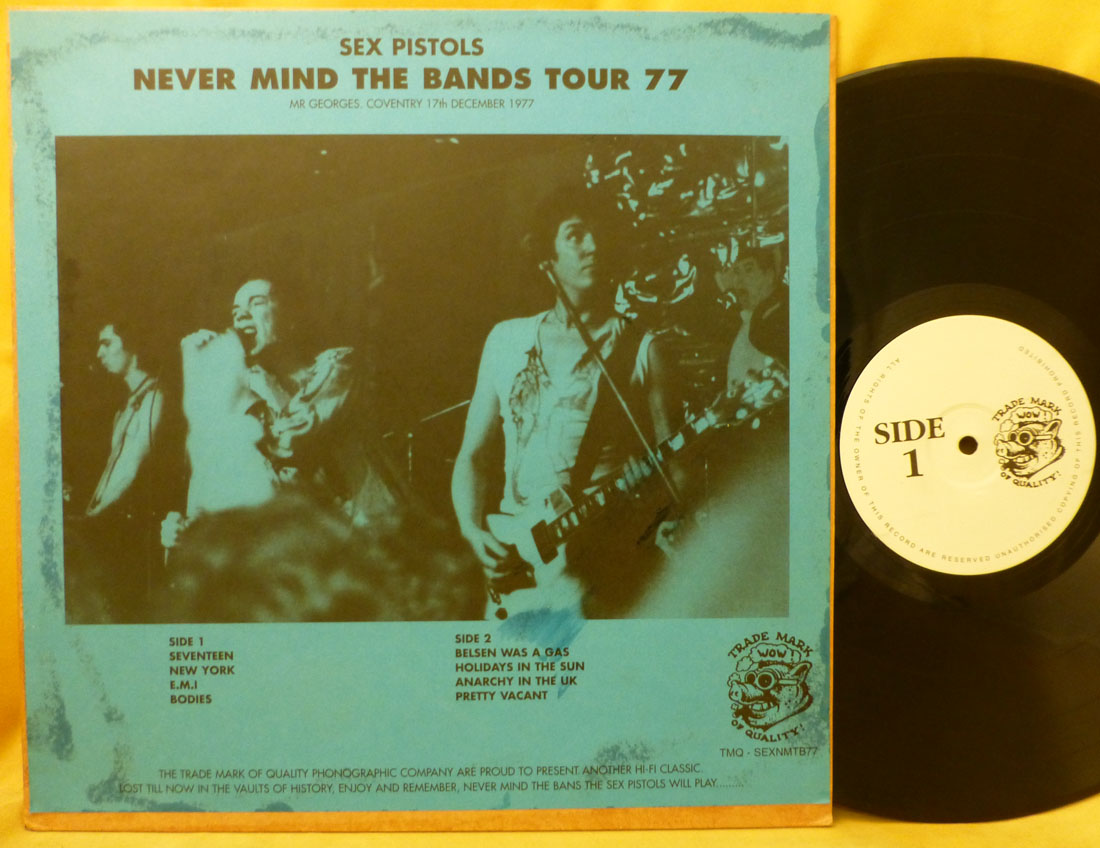 SEX PISTOLS
NEVER MIND THE BANDS TOUR 77
MR GEORGES. COVENTRY 17th DECEMBER 1977
SIDE 1
SEVENTEEN
NEW YORK
E.M.I
BODIES
SIDE 2
BELSEN WAS A GAS
HOLIDAYS IN THE SUN
ANARCHY IN THE UK
PRETTY VACANT
TRADE MARK
WOW!
OF QUALITY!
TMQ - SEXNMTB77
THE TRADE MARK OF QUALITY PHONOGRAPHIC COMPANY ARE PROUD TO PRESENT ANOTHER HI-FI CLASSIC.
LOST TILL NOW IN THE VAULTS OF HISTORY, ENJOY AND REMEMBER, NEVER MIND THE BANS THE SEX PISTOLS WILL PLAY.........
SIDE
1
TRADE MARK
WOW!
OF QUALITY!
ALL RIGHTS OF THE OWNER OF THIS RECORD ARE RESERVED UNAUTHORISED COPYING OF THIS RECORD PROHIBITED